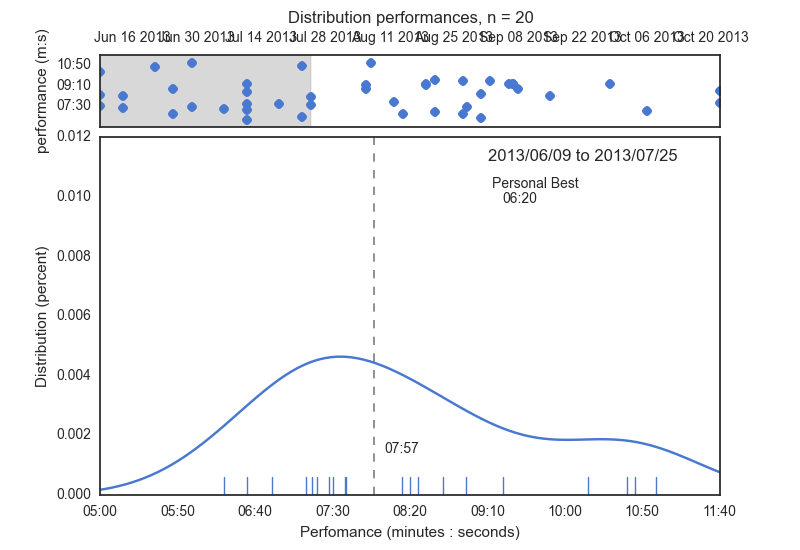 Distribution performances, n = 20
Jun 16 2013 Jun 30 2013 Jul 14 2013 Jul 28 2013 Aug 11 2013 Aug 25 2013 Sep 08 2013 Sep 22 2013 Oct 06 2013 Oct 20 2013
performance (m:s)
10:50
09:10
07:30
0.012
2013/06/09 to 2013/07/25
Personal Best
06:20
0.010
0.008
0.006
Distribution (percent)
0.004
0.002
07:57
0.000
05:00 05:50 06:40 07:30 08:20 09:10 10:00 10:50 11:40
Perfomance (minutes : seconds)